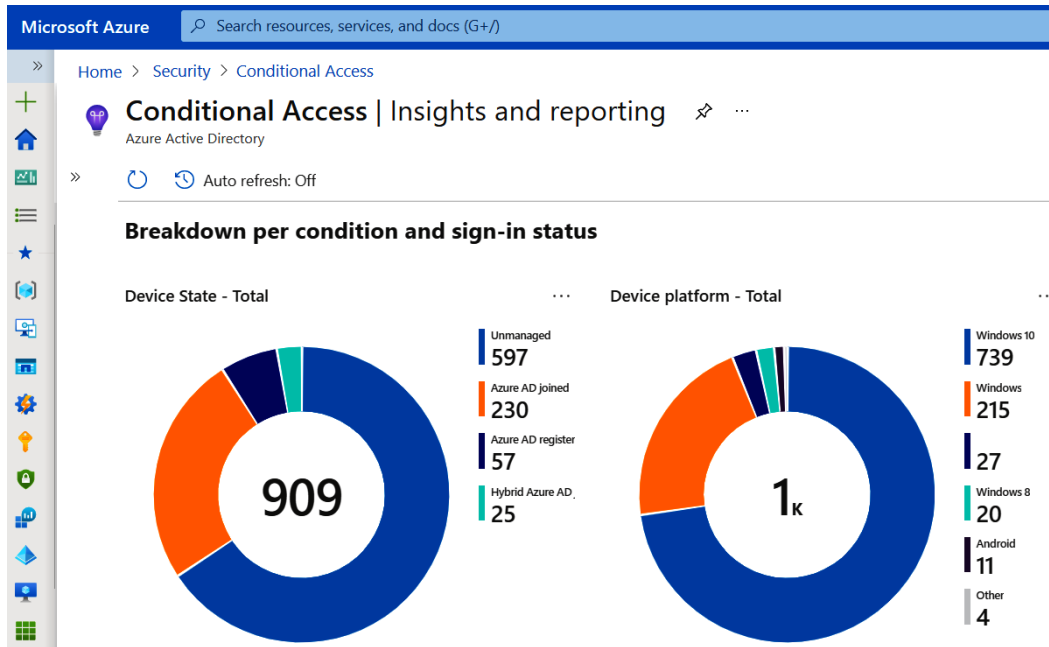 Microsoft Azure
Search resources, services, and docs (G+/)
Home > Security > Conditional Access
Conditional Access | Insights and reporting
Azure Active Directory
Auto refresh: Off
Breakdown per condition and sign-in status
Device State - Total
909
Unmanaged
597
Azure AD joined
230
Azure AD register
57
Hybrid Azure AD
25
Device platform - Total
1K
Windows 10
739
Windows
215
27
Windows 8
20
Android
11
Other
4